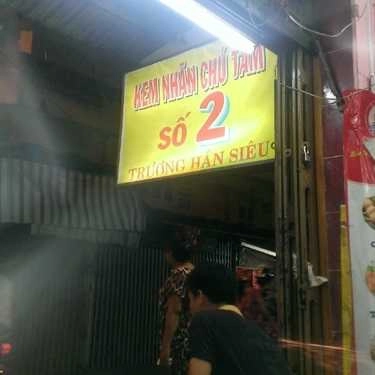 KEM NHÃN CHÚ TÁM
SỐ 2
TRƯƠNG HÁN SIÊU